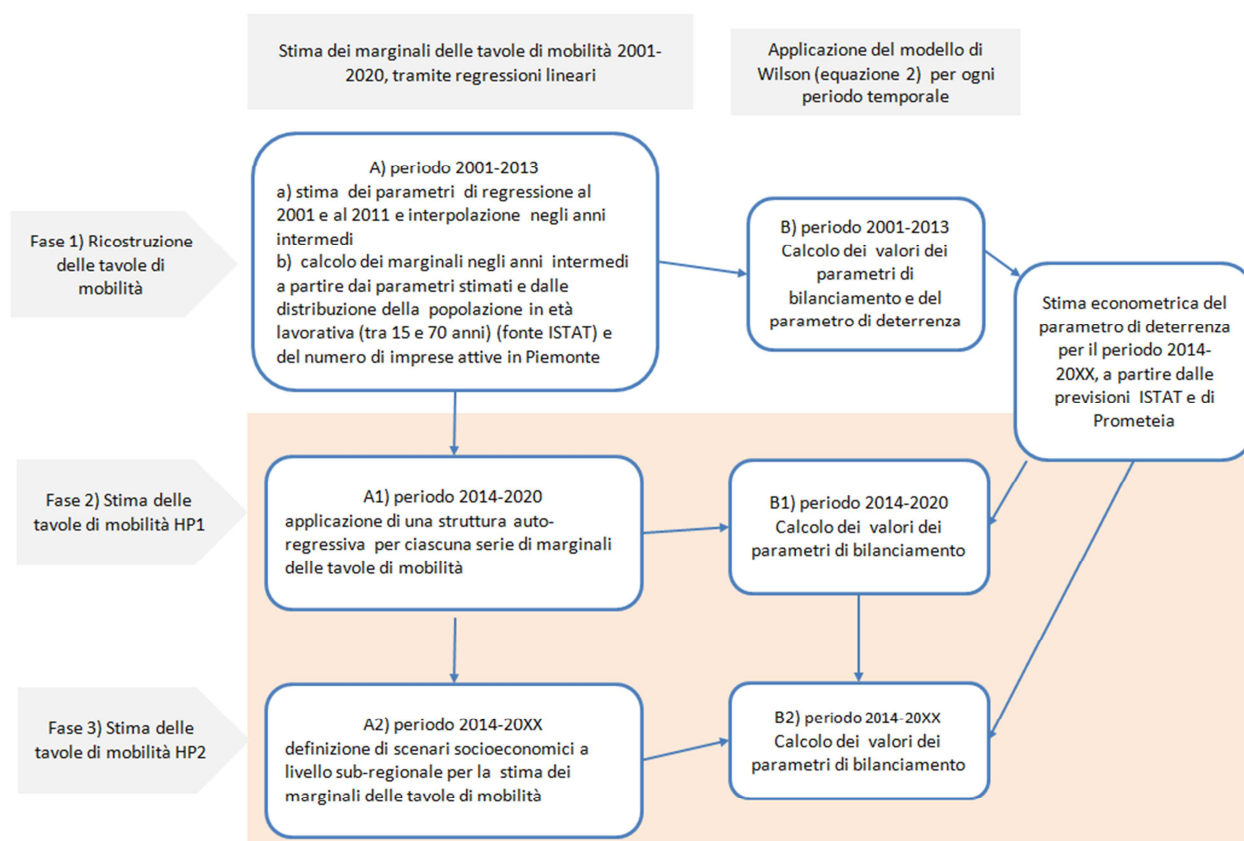 Stima dei marginali delle tavole di mobilità 2001-
2020, tramite regressioni lineari
Applicazione del modello di
Wilson (equazione 2) per ogni
periodo temporale
Fase 1) Ricostruzione
delle tavole di
mobilità
A) periodo 2001-2013
a) stima dei parametri di regressione al
2001 e al 2011 e interpolazione negli anni
intermedi
b) calcolo dei marginali negli anni intermedi
a partire dai parametri stimati e dalle
distribuzione della popolazione in età
lavorativa (tra 15 e 70 anni) (fonte ISTAT) e
del numero di imprese attive in Piemonte
B) periodo 2001-2013
Calcolo dei valori dei
parametri di
bilanciamento e del
parametro di deterrenza
Stima econometrica del
parametro di deterrenza
per il periodo 2014-
20XX, a partire dalle
previsioni ISTAT e di
Prometeia
Fase 2) Stima delle
tavole di mobilità HP1
A1) periodo 2014-2020
applicazione di una struttura auto-
regressiva per ciascuna serie di marginali
delle tavole di mobilità
B1) periodo 2014-2020
Calcolo dei valori dei
parametri di bilanciamento
Fase 3) Stima delle
tavole di mobilità HP2
A2) periodo 2014-20XX
definizione di scenari socioeconomici a
livello sub-regionale per la stima dei
marginali delle tavole di mobilità
B2) periodo 2014-20XX
Calcolo dei valori dei
parametri di bilanciamento